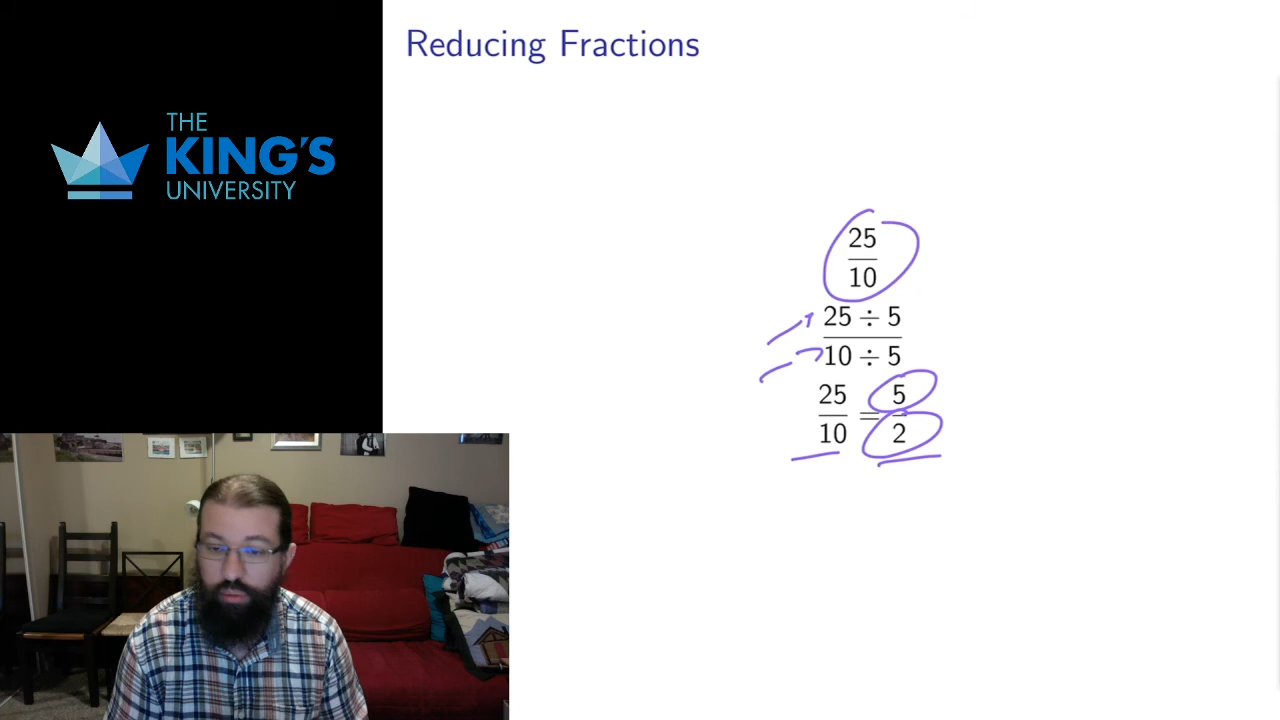 Reducing Fractions
THE
KING'S
UNIVERSITY
25
10
25 ÷ 5
10 ÷ 5
25
10
=
5
2